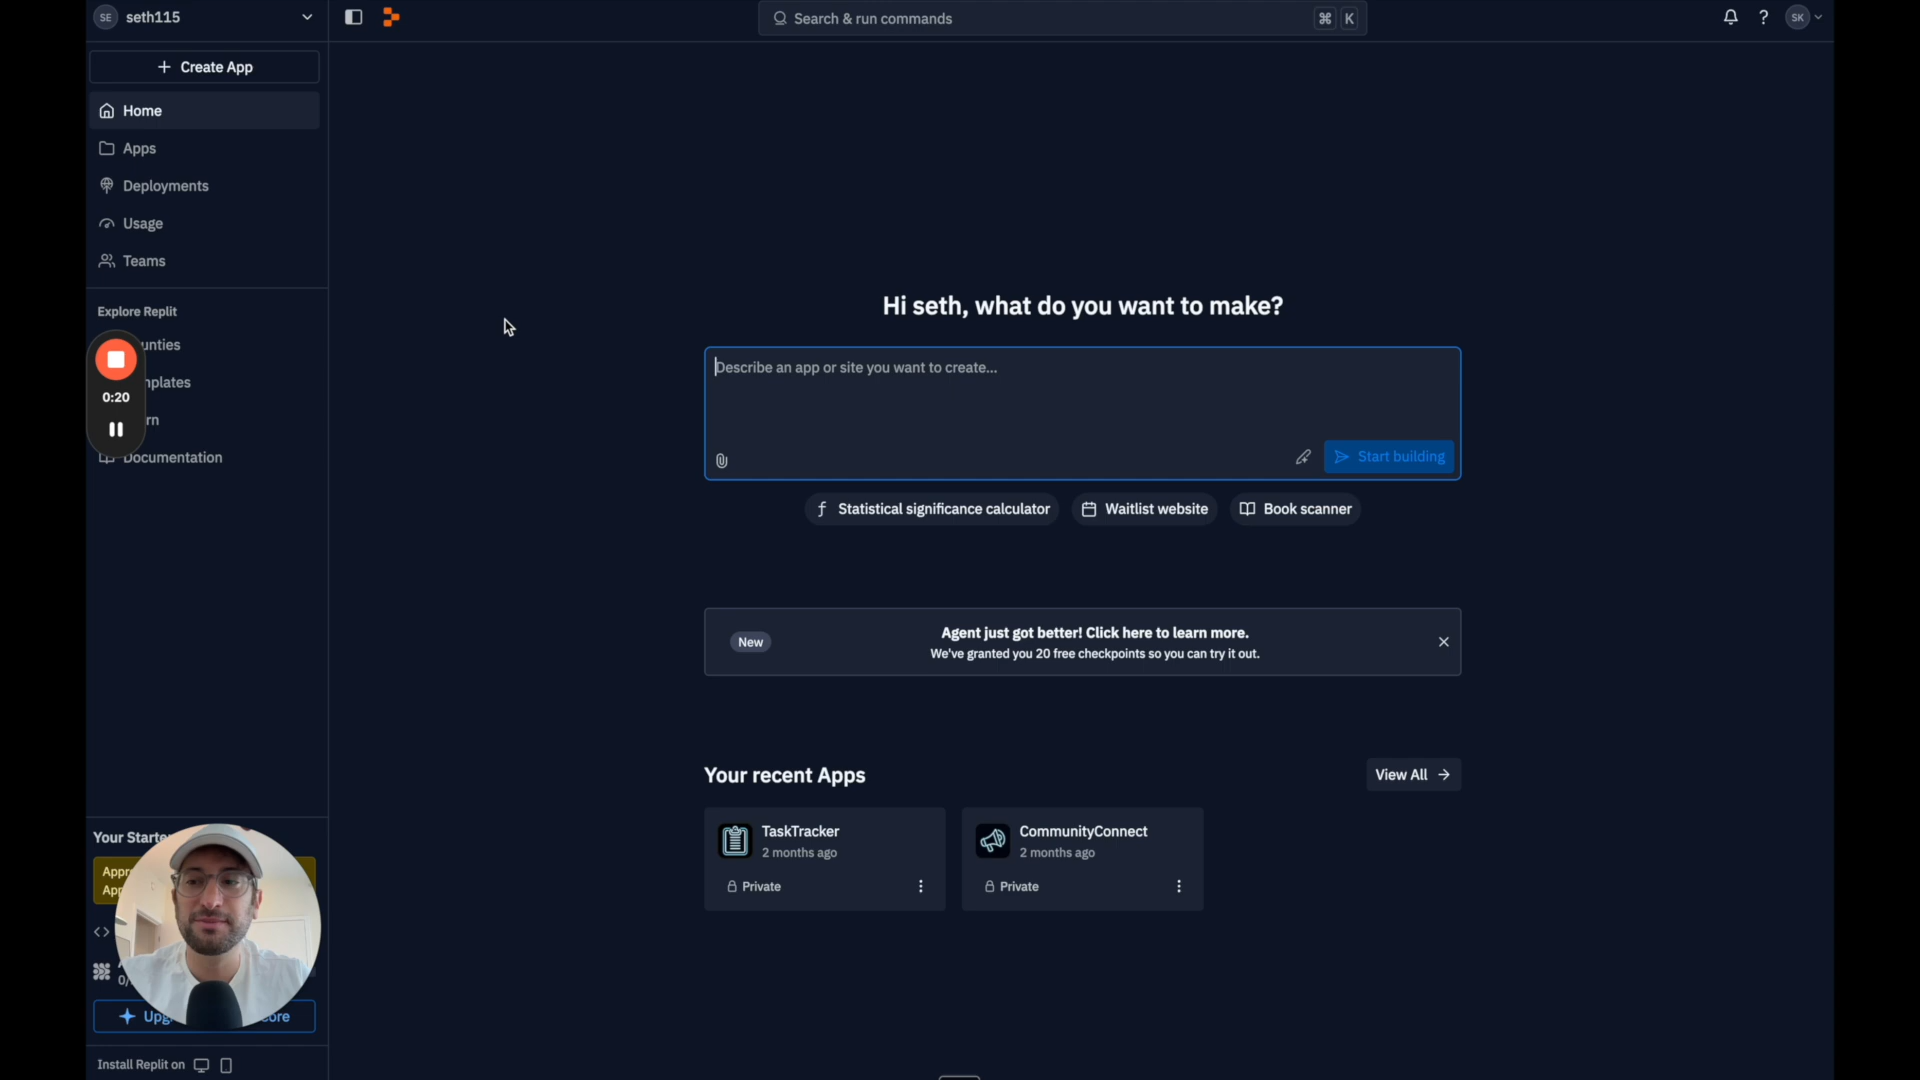 SE seth115
Search & run commands
⌘ K
?
SK
Create App
Home
Apps
Deployments
Usage
Teams
Explore Replit
0:20
Documentation
Hi seth, what do you want to make?
Describe an app or site you want to create...
Start building
Statistical significance calculator
Waitlist website
Book scanner
New
Agent just got better! Click here to learn more.
We've granted you 20 free checkpoints so you can try it out.
Your recent Apps
View All
TaskTracker
2 months ago
Private
CommunityConnect
2 months ago
Private
Your
Install Replit on